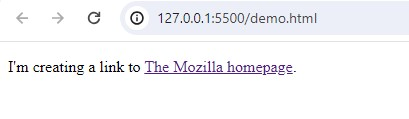 127.0.0.1:5500/demo.html
I'm creating a link to The Mozilla homepage.